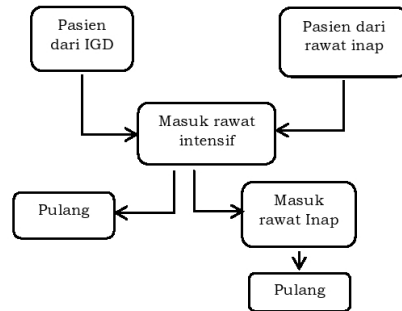 Pasien
dari IGD
Pasien dari
rawat inap
Masuk rawat
intensif
Pulang
Masuk
rawat Inap
Pulang